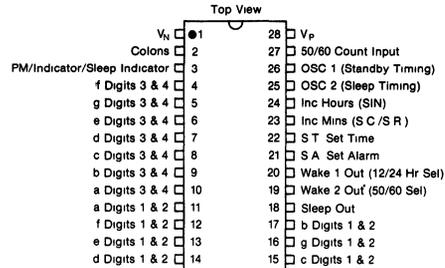 Top View
V_N 1 28 V_P
Colons 2 27 50/60 Count Input
PM/Indicator/Sleep Indicator 3 26 OSC 1 (Standby Timing)
f Digits 3 & 4 4 25 OSC 2 (Sleep Timing)
g Digits 3 & 4 5 24 Inc Hours (SIN)
e Digits 3 & 4 6 23 Inc Mins (S C /S R )
d Digits 3 & 4 7 22 S T Set Time
c Digits 3 & 4 8 21 S A Set Alarm
b Digits 3 & 4 9 20 Wake 1 Out (12/24 Hr Sel)
a Digits 3 & 4 10 19 Wake 2 Out (50/60 Sel)
a Digits 1 & 2 11 18 Sleep Out
f Digits 1 & 2 12 17 b Digits 1 & 2
e Digits 1 & 2 13 16 g Digits 1 & 2
d Digits 1 & 2 14 15 c Digits 1 & 2